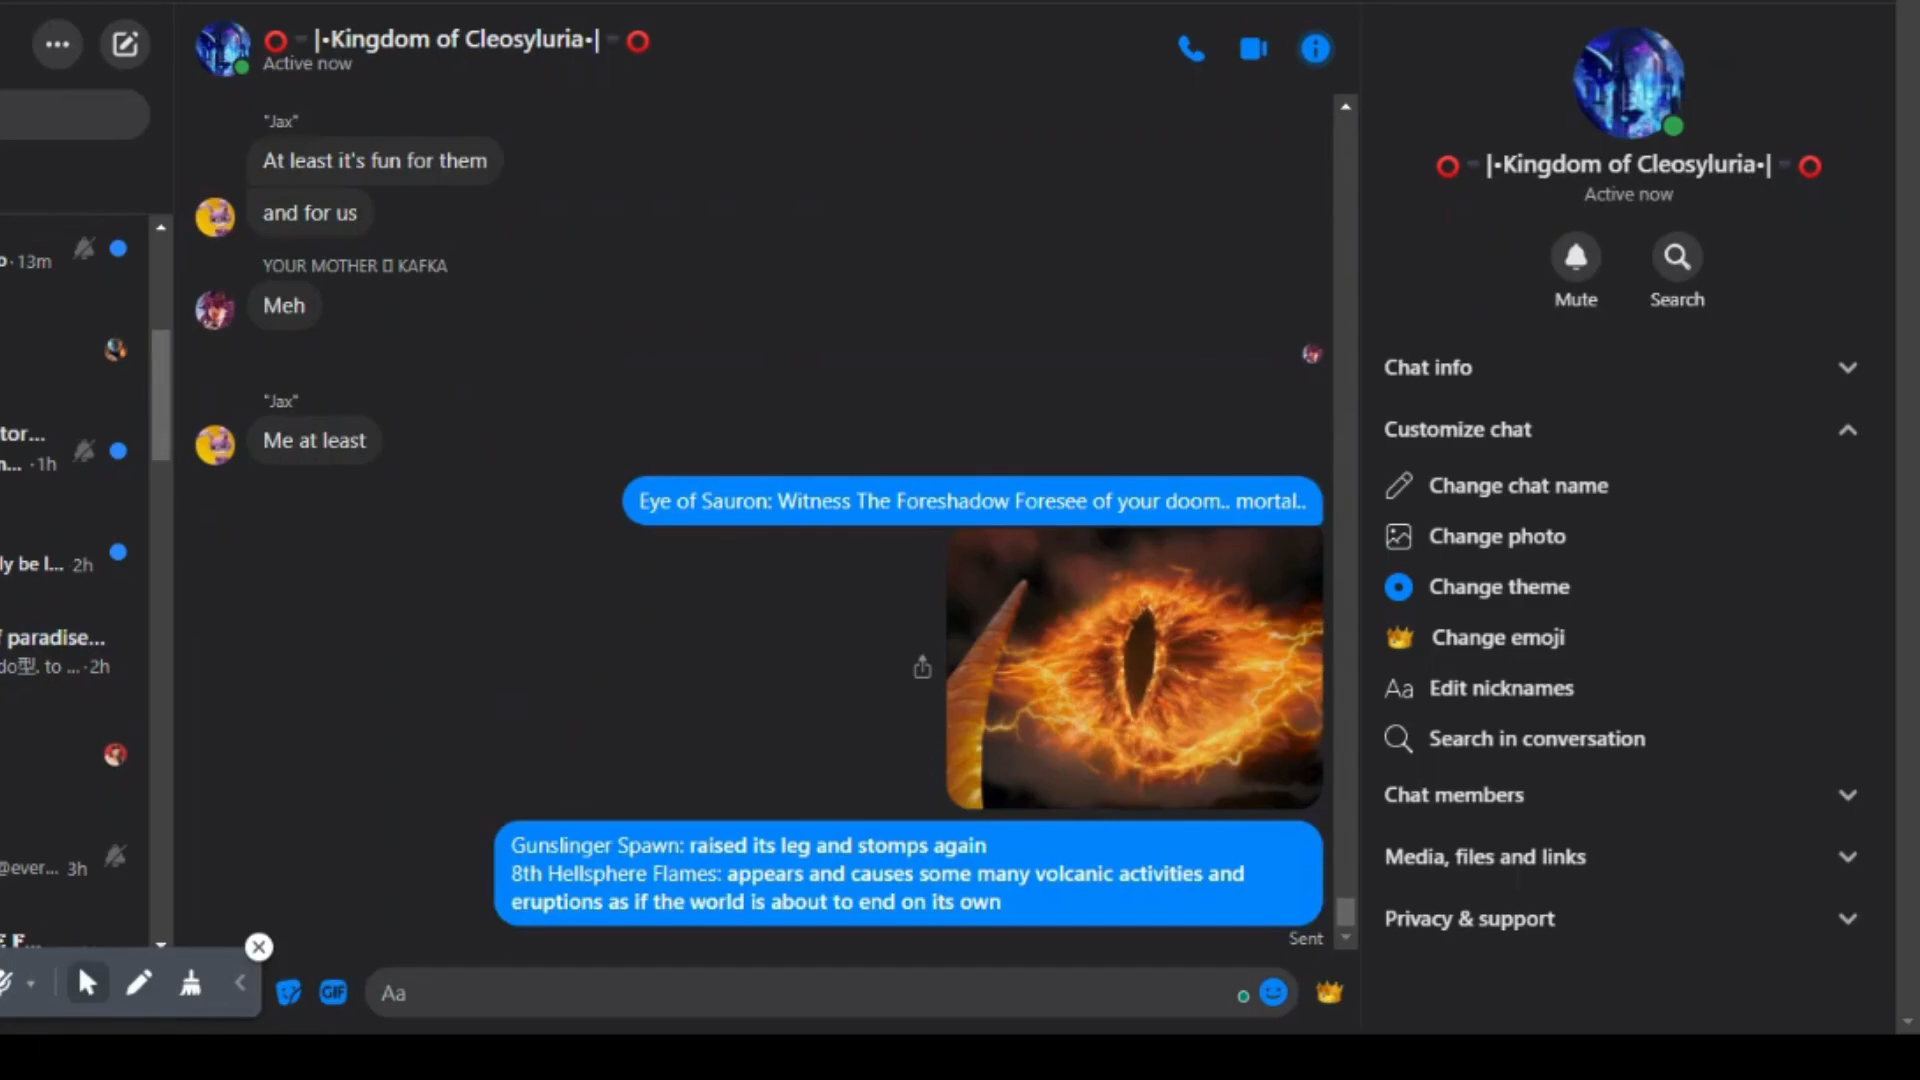 |•Kingdom of Cleosyluria•|
Active now
"Jax"
At least it's fun for them
and for us
YOUR MOTHER 𫝀 KAFKA
Meh
"Jax"
Me at least
Eye of Sauron: Witness The Foreshadow Foresee of your doom.. mortal..
Gunslinger Spawn: raised its leg and stomps again
8th Hellsphere Flames: appears and causes some many volcanic activities and
eruptions as if the world is about to end on its own
Sent
GIF
Aa
· 13m
tor...
... · 1h
ly be l... 2h
paradise...
do型. to ... · 2h
@ever... 3h
|•Kingdom of Cleosyluria•|
Active now
Mute
Search
Chat info
Customize chat
Change chat name
Change photo
Change theme
Change emoji
Aa Edit nicknames
Search in conversation
Chat members
Media, files and links
Privacy & support